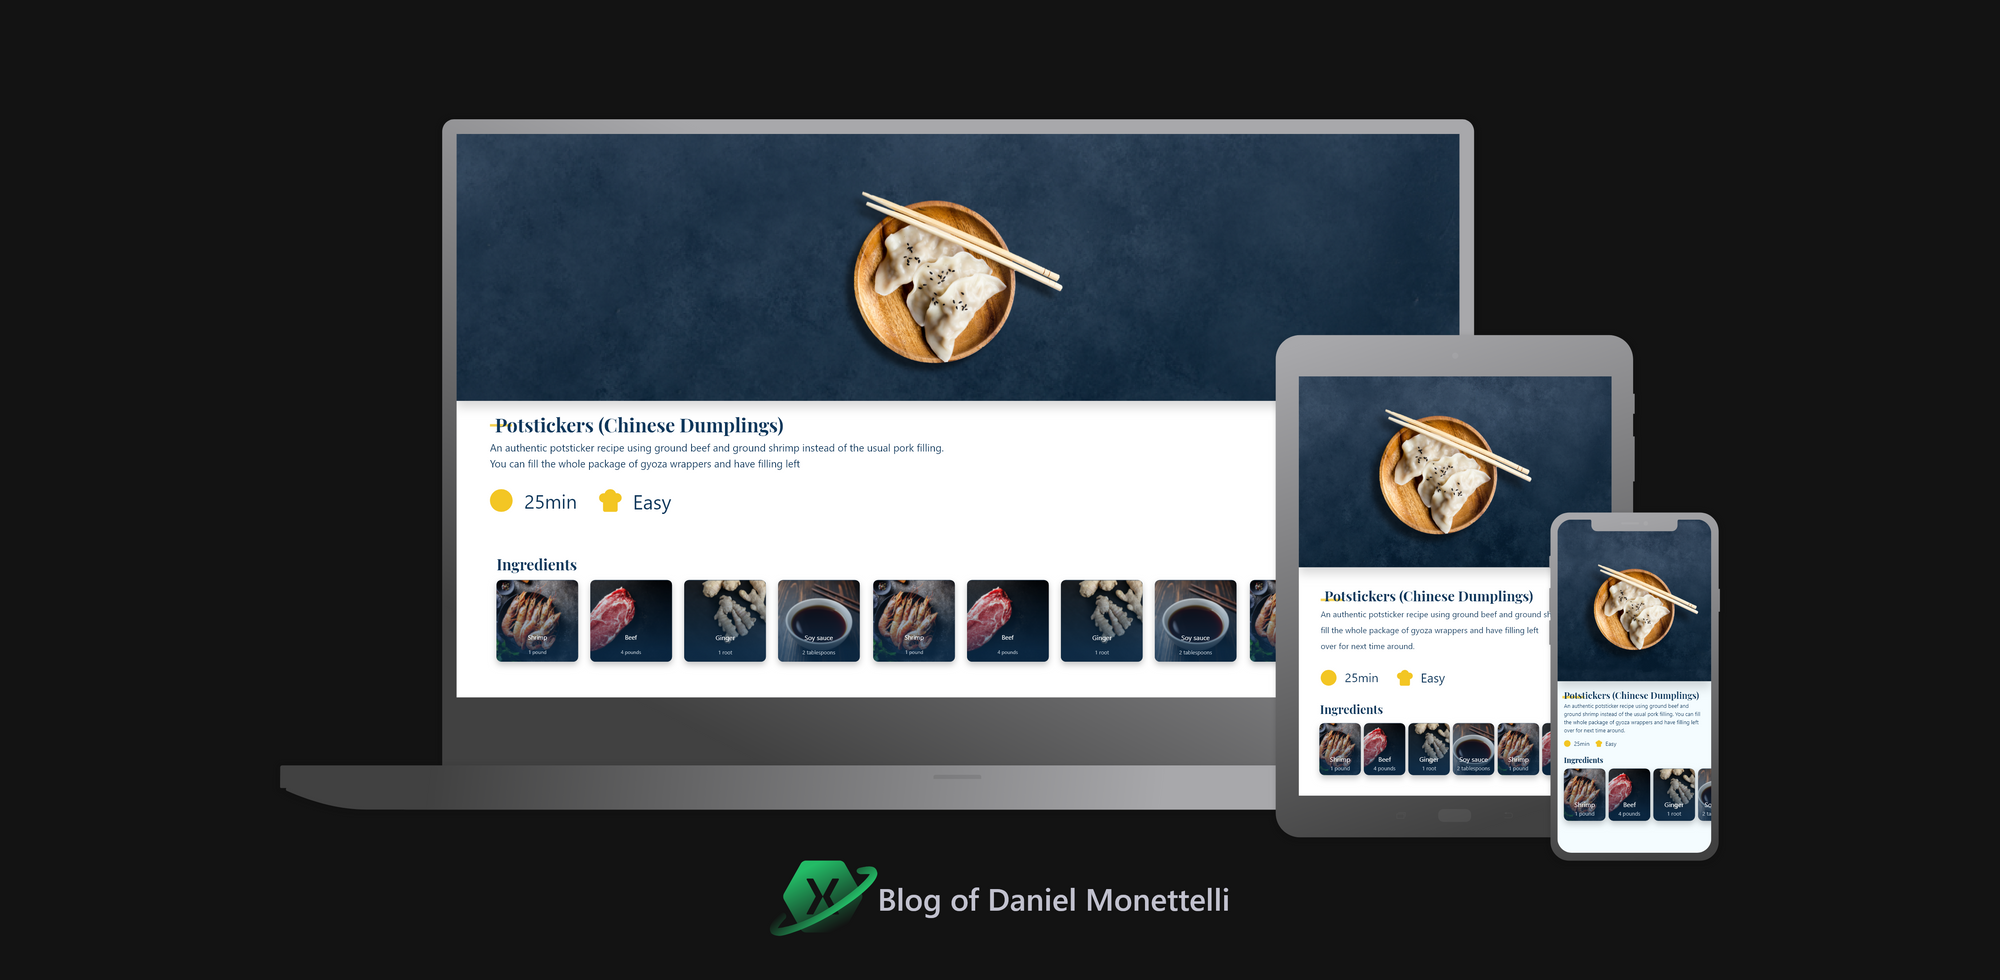 Potstickers (Chinese Dumplings)
An authentic potsticker recipe using ground beef and ground shrimp instead of the usual pork filling.
You can fill the whole package of gyoza wrappers and have filling left
25min Easy
Ingredients
Shrimp Beef Ginger Soy sauce Shrimp Beef Ginger Soy sauce
1 pound 4 pounds 1 root 2 tablespoons 1 pound 4 pounds 1 root 2 tablespoons
Potstickers (Chinese Dumplings)
An authentic potsticker recipe using ground beef and ground sh
fill the whole package of gyoza wrappers and have filling left
over for next time around.
25min Easy
Ingredients
Shrimp Beef Ginger Soy sauce Shrimp
1 pound 4 pounds 1 root 2 tablespoons 1 pound
Potstickers (Chinese Dumplings)
An authentic potsticker recipe using ground beef and
ground shrimp instead of the usual pork filling. You can fill
the whole package of gyoza wrappers and have filling left
over for next time around.
25min Easy
Ingredients
Shrimp Beef Ginger So
1 pound 4 pounds 1 root 2 ta
X Blog of Daniel Monettelli